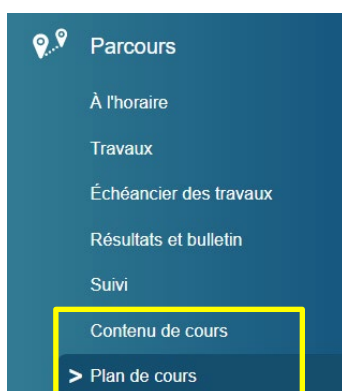 Parcours
À l'horaire
Travaux
Échéancier des travaux
Résultats et bulletin
Suivi
Contenu de cours
> Plan de cours